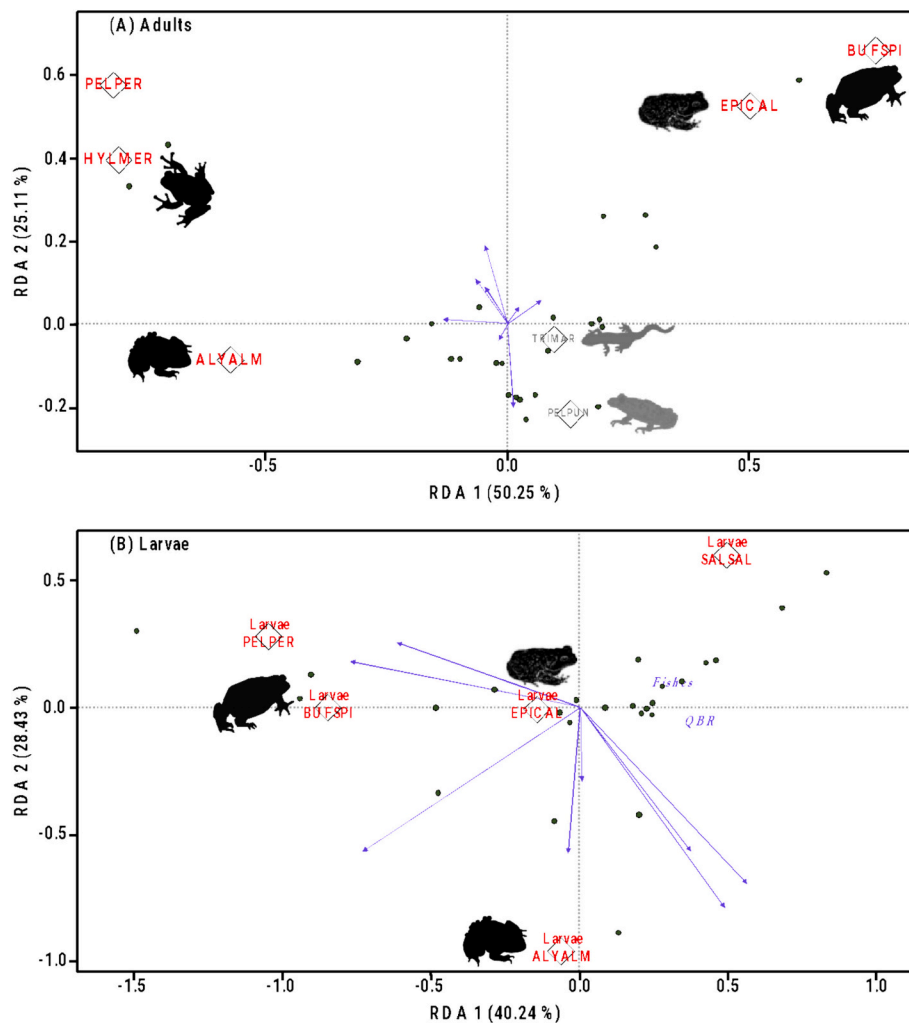 (A) Adults
BUFSPI
PELPER
EPICAL
HYLMER
ALYALM
TRIMAR
PELPUN
0.6
0.4
0.2
0.0
-0.2
RDA 2 (25.11 %)
-0.5
0.0
0.5
RDA 1 (50.25 %)
(B) Larvae
Larvae
SALSAL
Larvae
PELPER
Larvae
BUFSPI
Larvae
EPICAL
Fishes
QBR
Larvae
ALYALM
0.5
0.0
-0.5
-1.0
RDA 2 (28.43 %)
-1.5
-1.0
-0.5
0.0
0.5
1.0
RDA 1 (40.24 %)